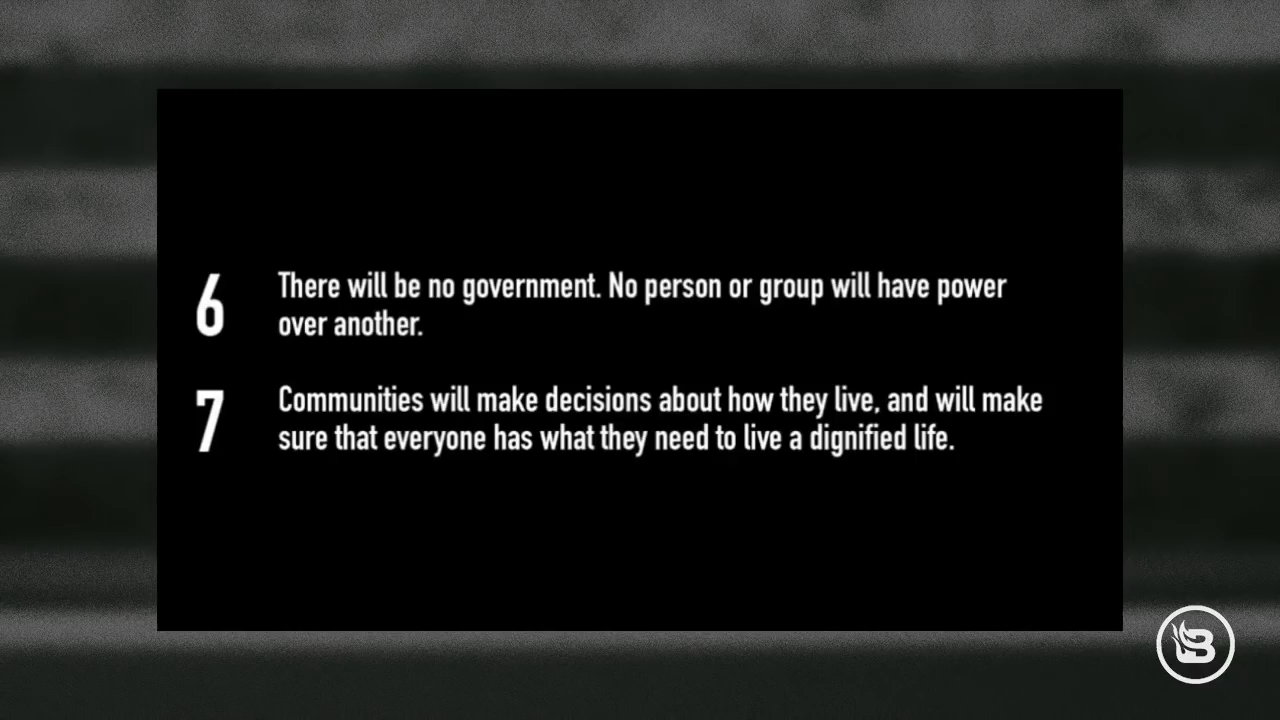 6 There will be no government. No person or group will have power
over another.
7 Communities will make decisions about how they live, and will make
sure that everyone has what they need to live a dignified life.
B